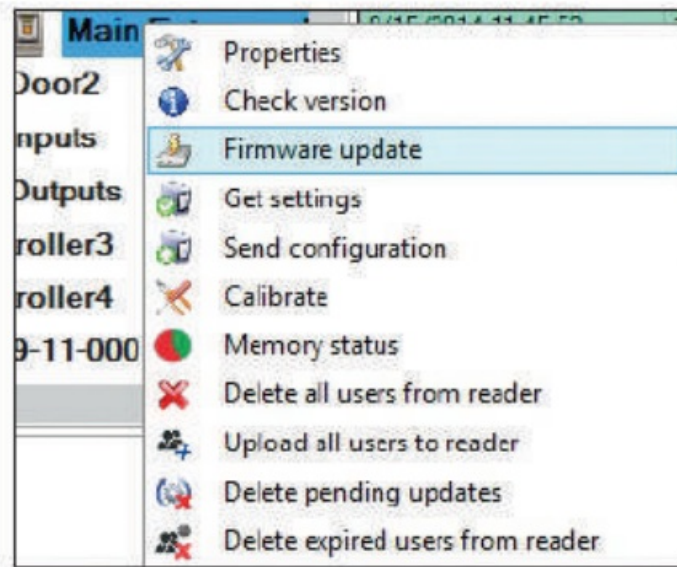 Main
Door2
nputs
Outputs
roller3
roller4
9-11-000
Properties
Check version
Firmware update
Get settings
Send configuration
Calibrate
Memory status
Delete all users from reader
Upload all users to reader
Delete pending updates
Delete expired users from reader